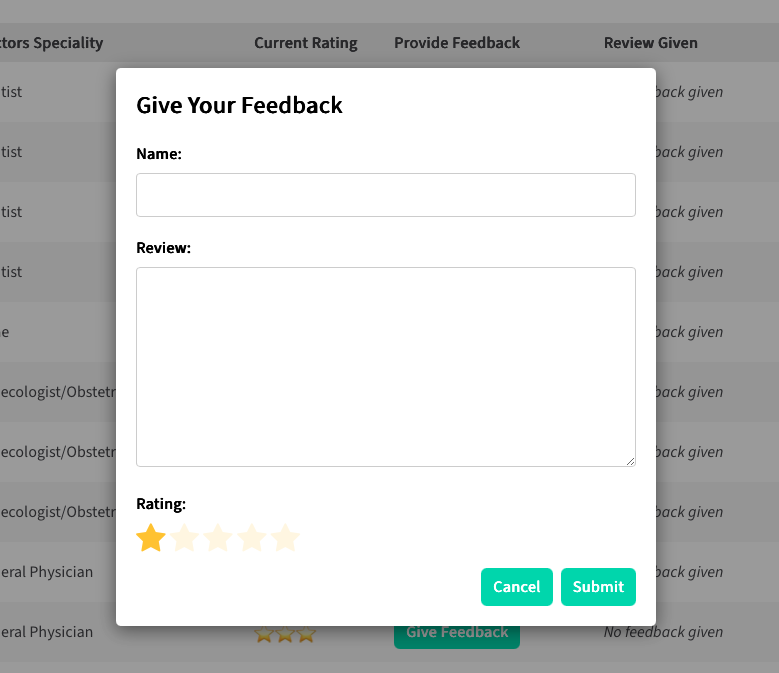 ctors Speciality Current Rating Provide Feedback Review Given
Give Your Feedback
tist back given
Name:
tist back given
tist back given
Review:
tist back given
e back given
ecologist/Obstetr back given
ecologist/Obstetr back given
Rating:
ecologist/Obstetr back given
eral Physician back given
Cancel Submit
eral Physician Give Feedback No feedback given